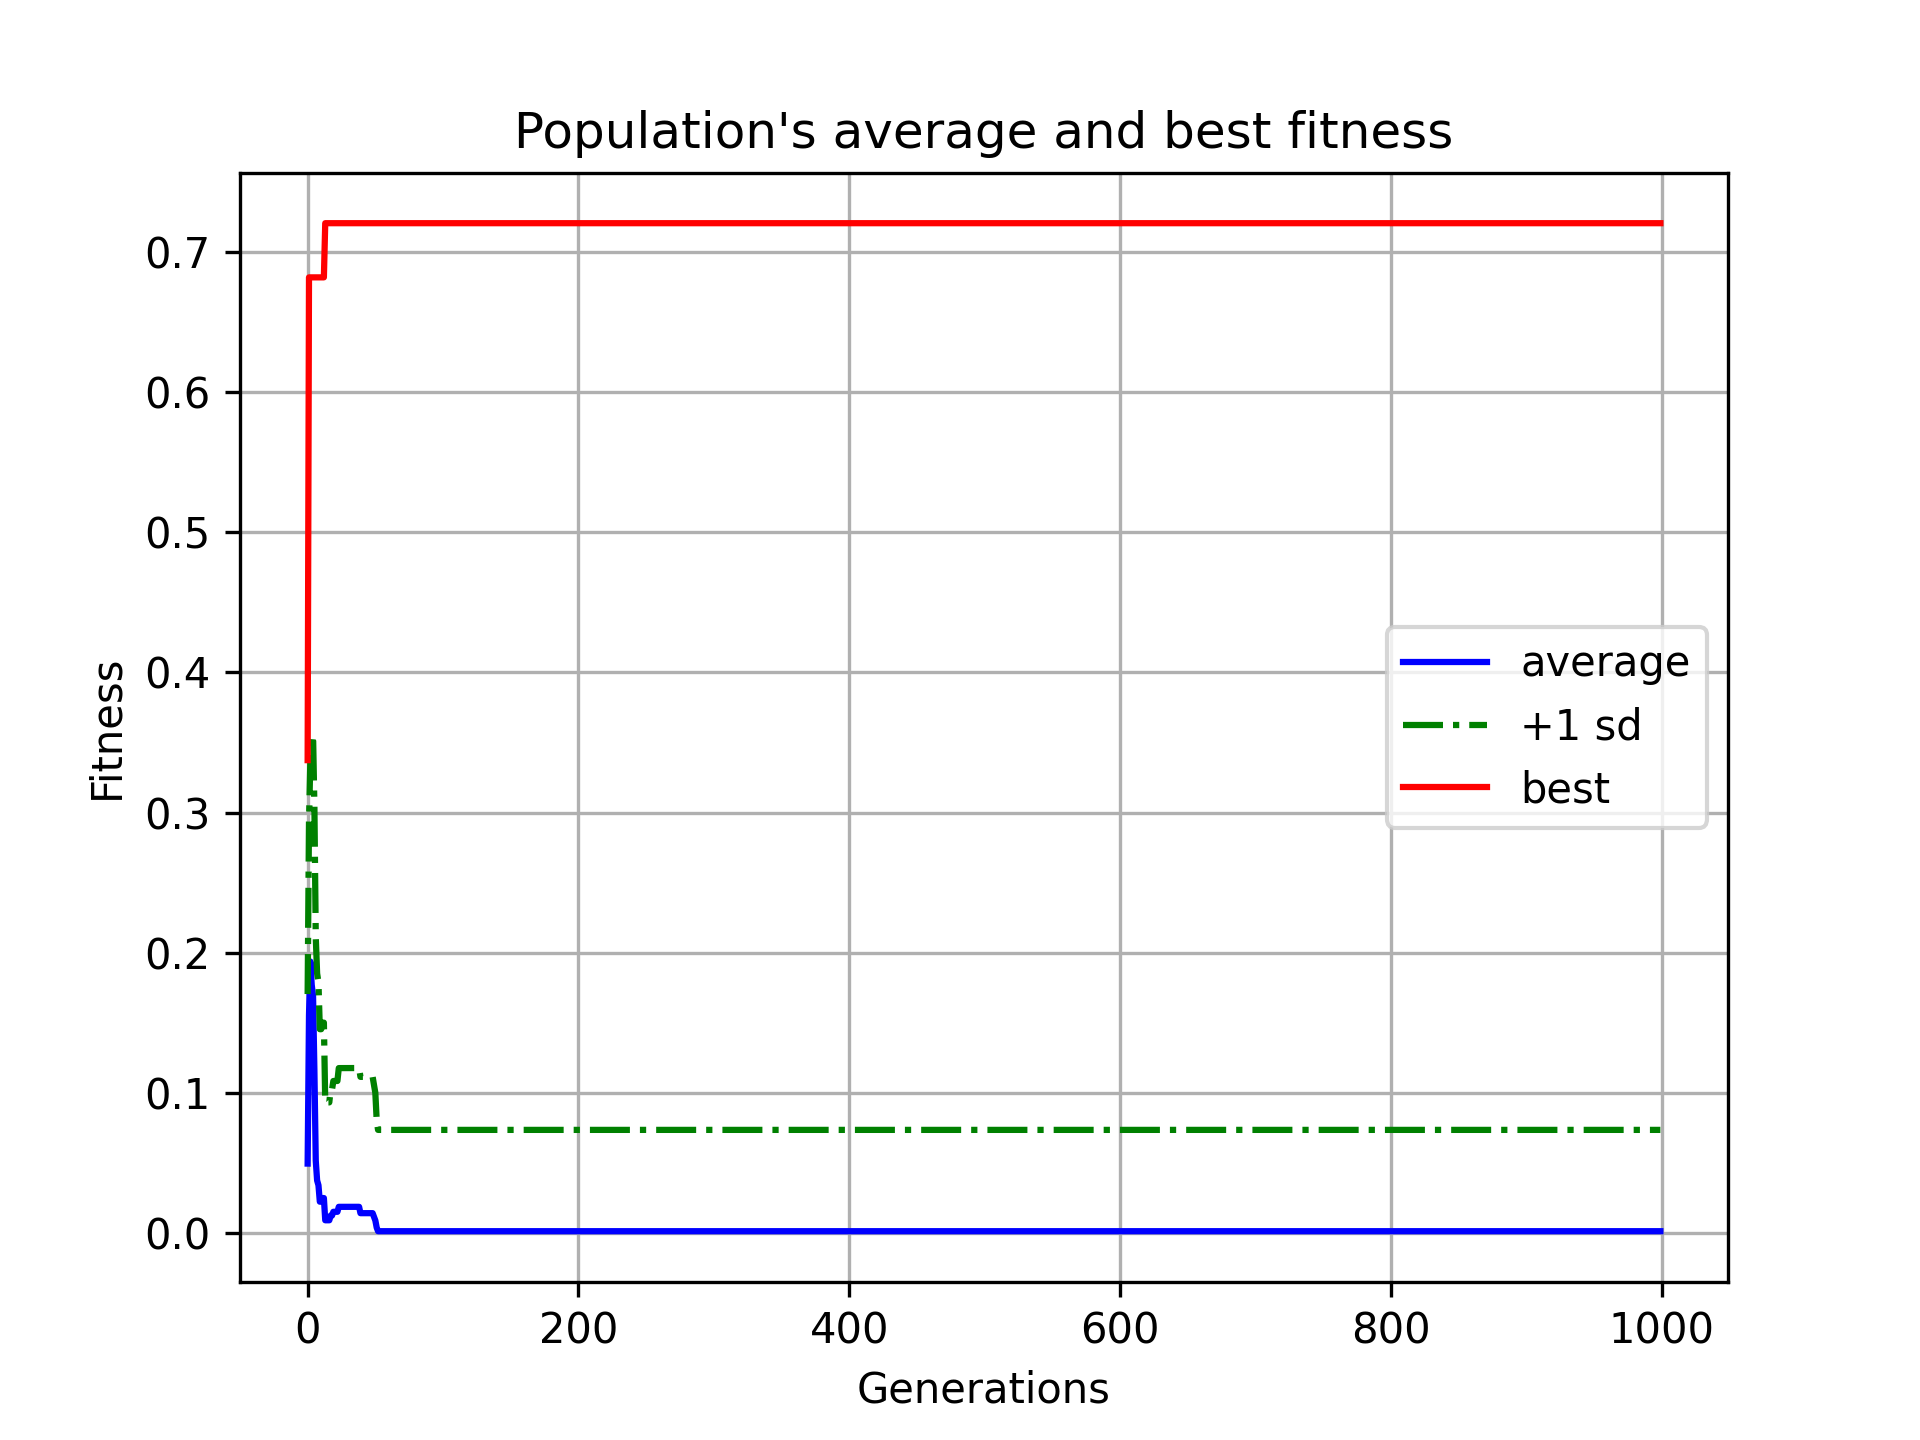 Population's average and best fitness
Fitness
0.7
0.6
0.5
0.4
0.3
0.2
0.1
0.0
average
+1 sd
best
0 200 400 600 800 1000
Generations